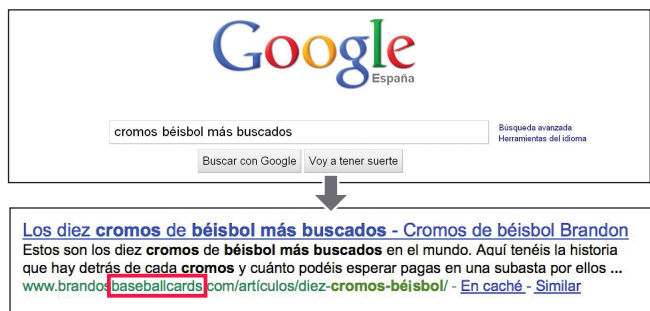 Google
España
cromos béisbol más buscados
Búsqueda avanzada
Herramientas del idioma
Buscar con Google Voy a tener suerte
Los diez cromos de béisbol más buscados - Cromos de béisbol Brandon
Estos son los diez cromos de béisbol más buscados en el mundo. Aquí tenéis la historia
que hay detrás de cada cromos y cuánto podéis esperar pagas en una subasta por ellos ...
www.brandosbaseballcards.com/artículos/diez-cromos-béisbol/ - En caché - Similar